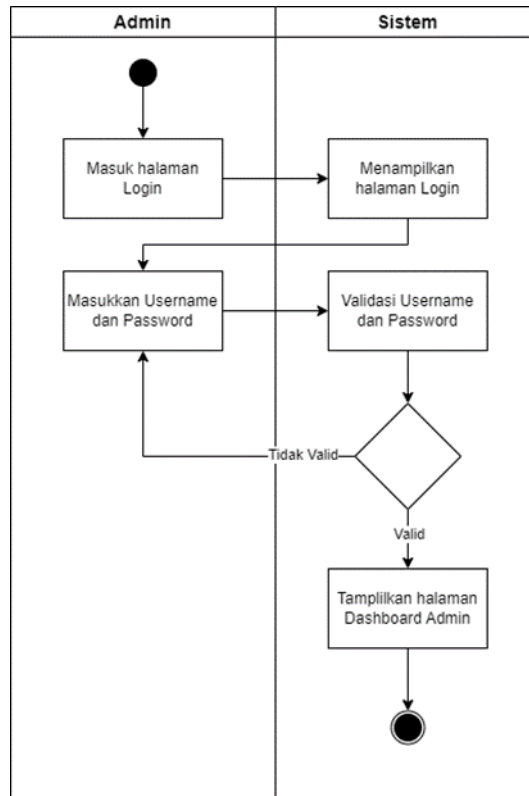 Admin
Sistem
Masuk halaman
Login
Menampilkan
halaman Login
Masukkan Username
dan Password
Validasi Username
dan Password
Tidak Valid
Valid
Tamplilkan halaman
Dashboard Admin